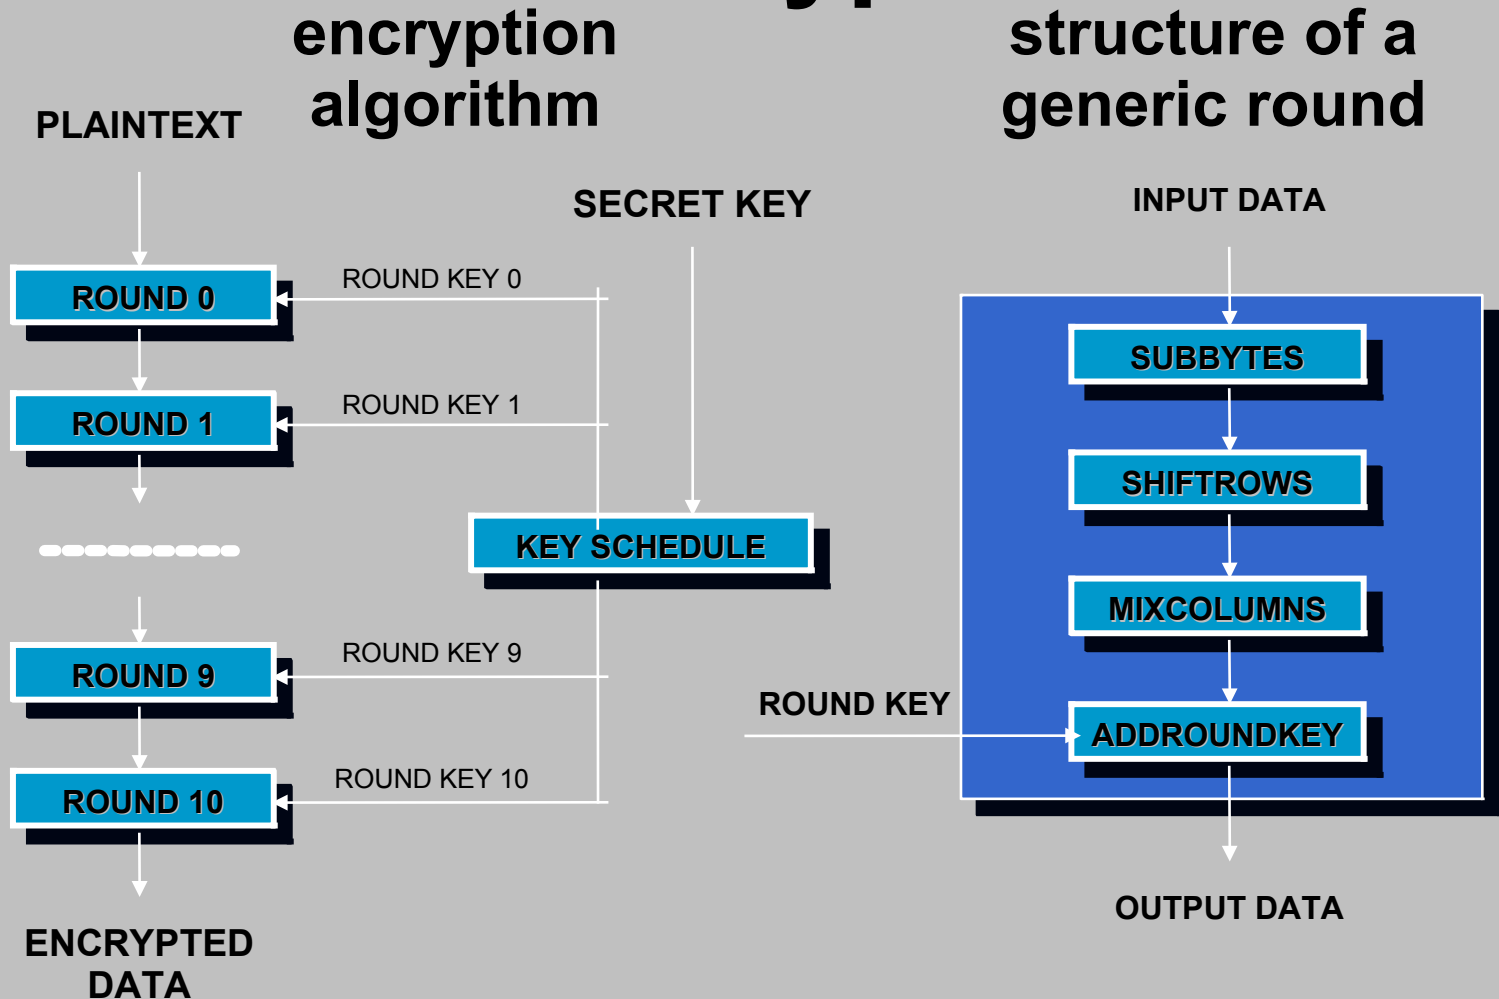 encryption
algorithm
structure of a
generic round
PLAINTEXT
SECRET KEY
INPUT DATA
ROUND 0
ROUND KEY 0
ROUND 1
ROUND KEY 1
KEY SCHEDULE
ROUND 9
ROUND KEY 9
ROUND 10
ROUND KEY 10
ENCRYPTED
DATA
SUBBYTES
SHIFTROWS
MIXCOLUMNS
ROUND KEY
ADDROUNDKEY
OUTPUT DATA